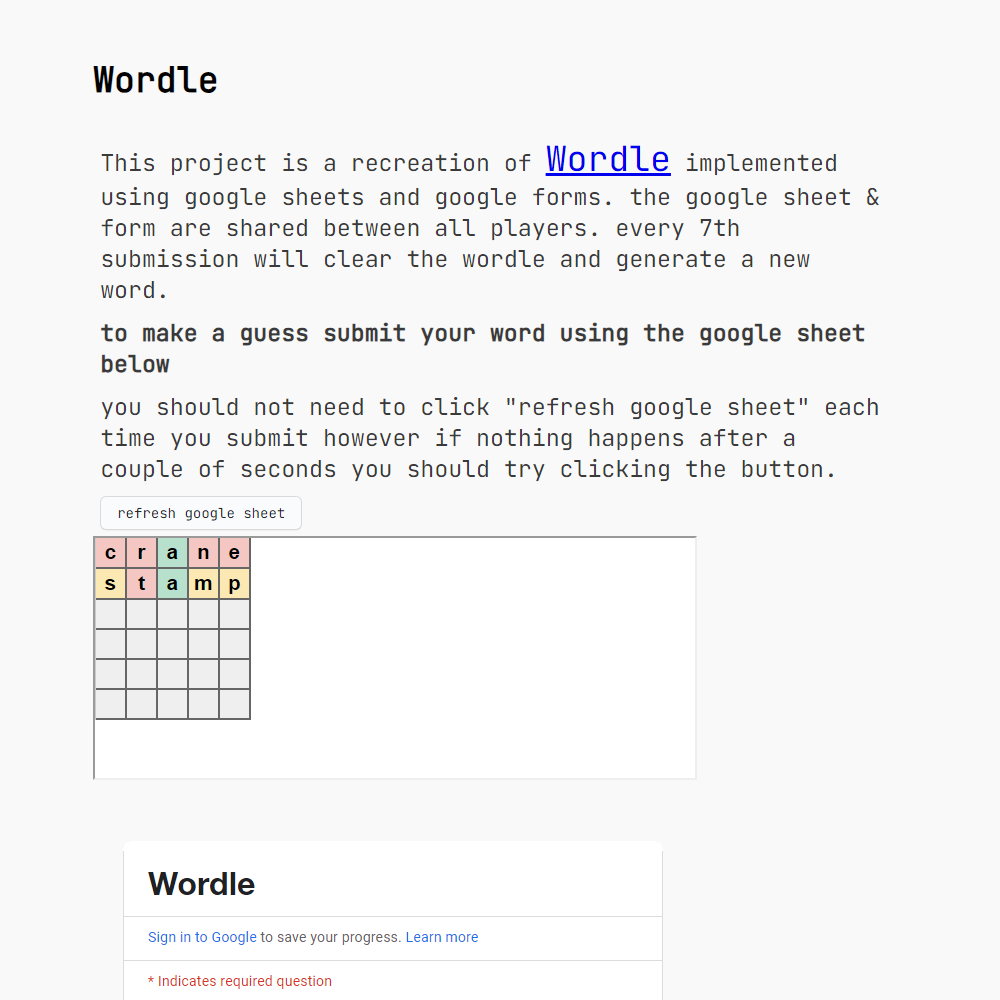 Wordle
This project is a recreation of Wordle implemented
using google sheets and google forms. the google sheet &
form are shared between all players. every 7th
submission will clear the wordle and generate a new
word.
to make a guess submit your word using the google sheet
below
you should not need to click "refresh google sheet" each
time you submit however if nothing happens after a
couple of seconds you should try clicking the button.
refresh google sheet
c r a n e
s t a m p
Wordle
Sign in to Google to save your progress. Learn more
* Indicates required question